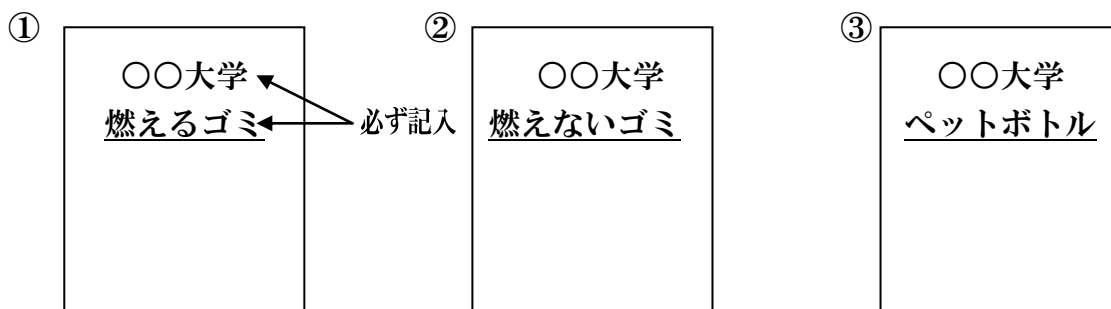 ①
〇〇大学
燃えるゴミ
必ず記入
②
〇〇大学
燃えないゴミ
③
〇〇大学
ペットボトル